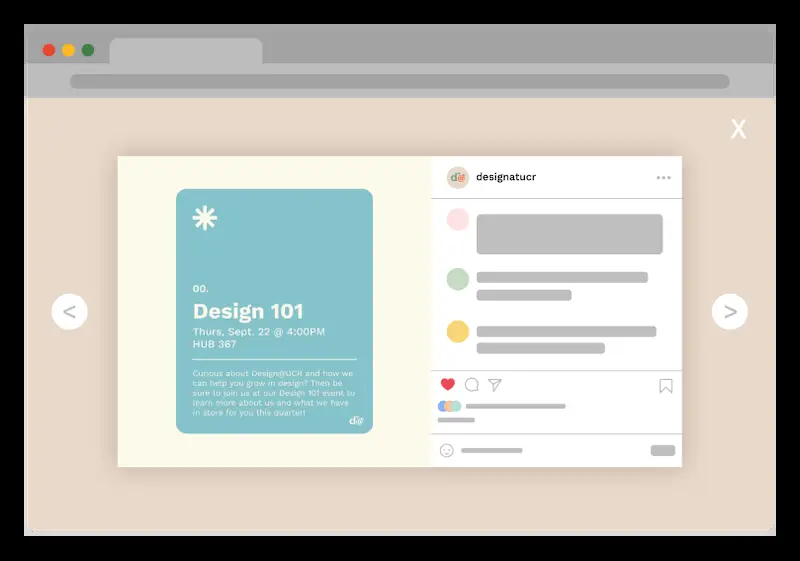 X
designatucr
00.
Design 101
Thurs, Sept. 22 @ 4:00PM
HUB 367
Curious about Design@UCR and how we
can help you grow in design? Then be
sure to join us at our Design 101 event to
learn more about us and what we have
in store for you this quarter!
d@
<
>